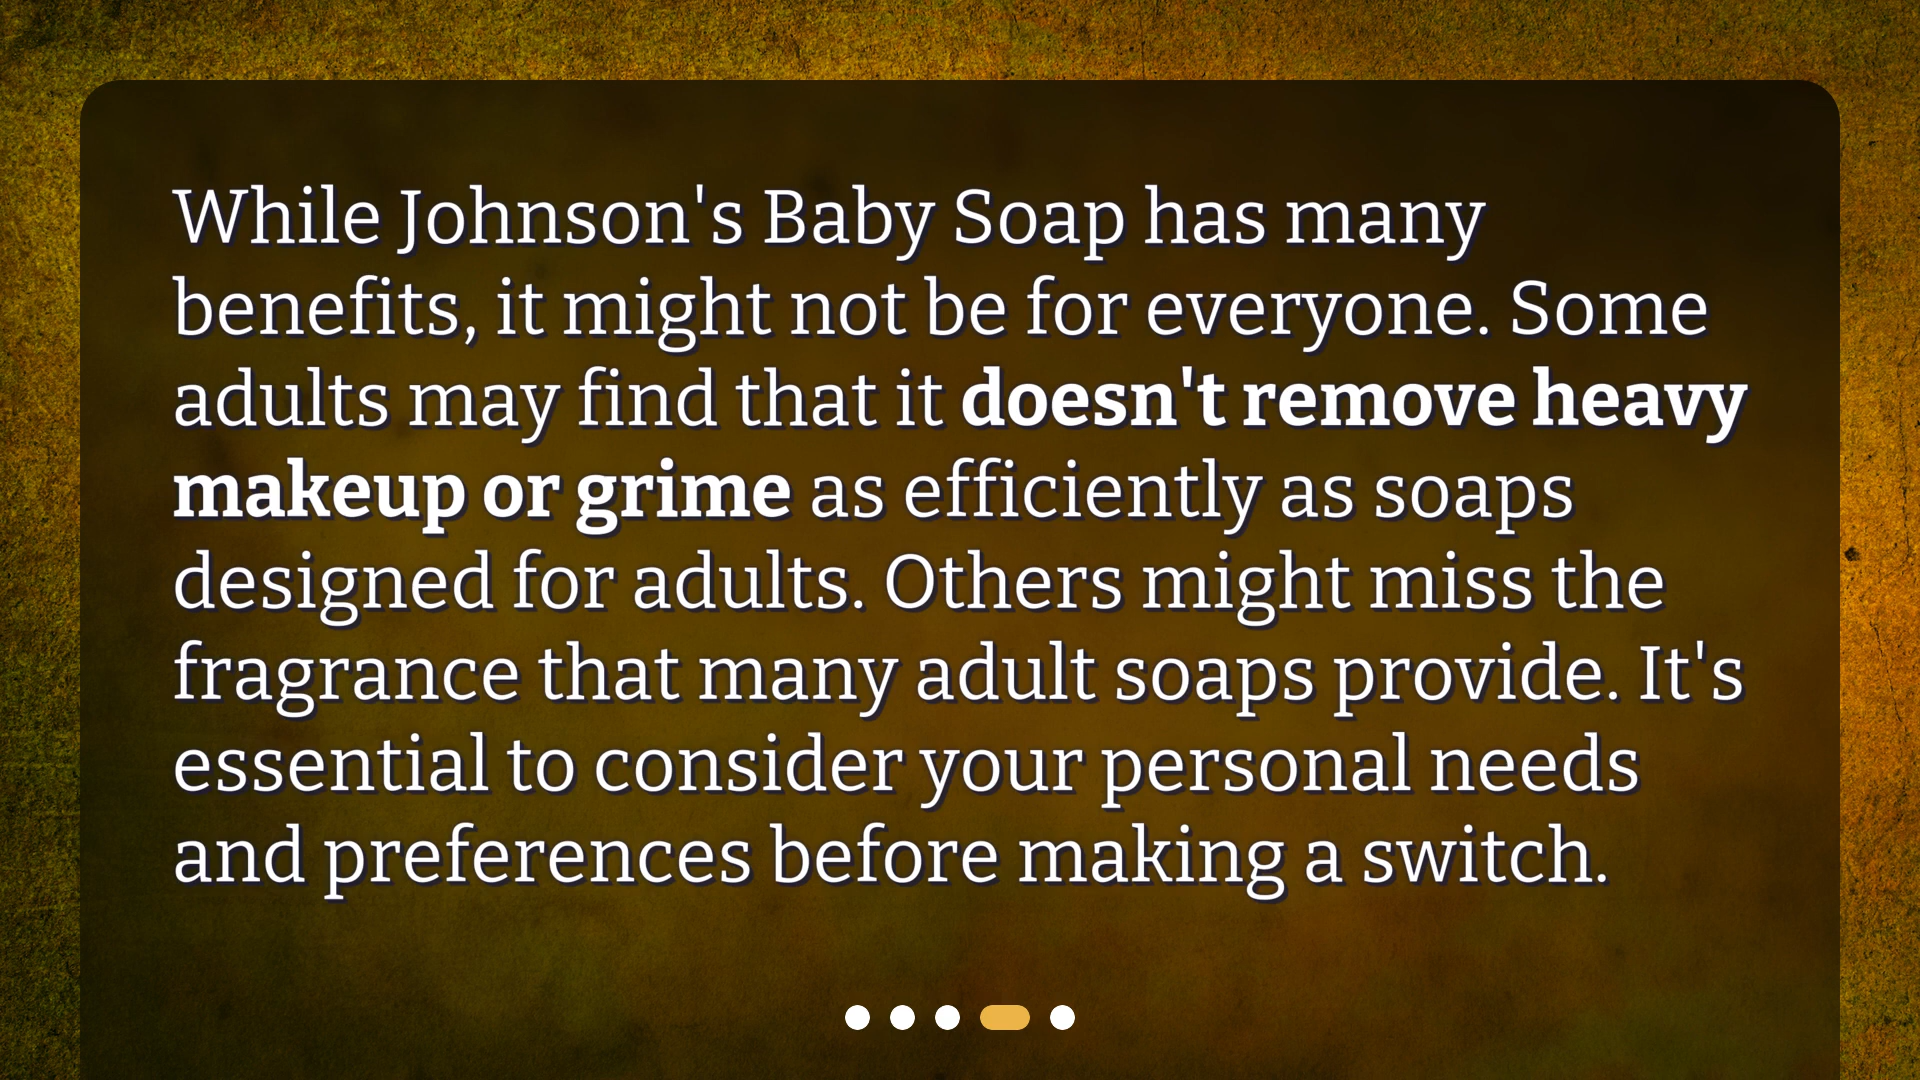 While Johnson's Baby Soap has many
benefits, it might not be for everyone. Some
adults may find that it doesn't remove heavy
makeup or grime as efficiently as soaps
designed for adults. Others might miss the
fragrance that many adult soaps provide. It's
essential to consider your personal needs
and preferences before making a switch.